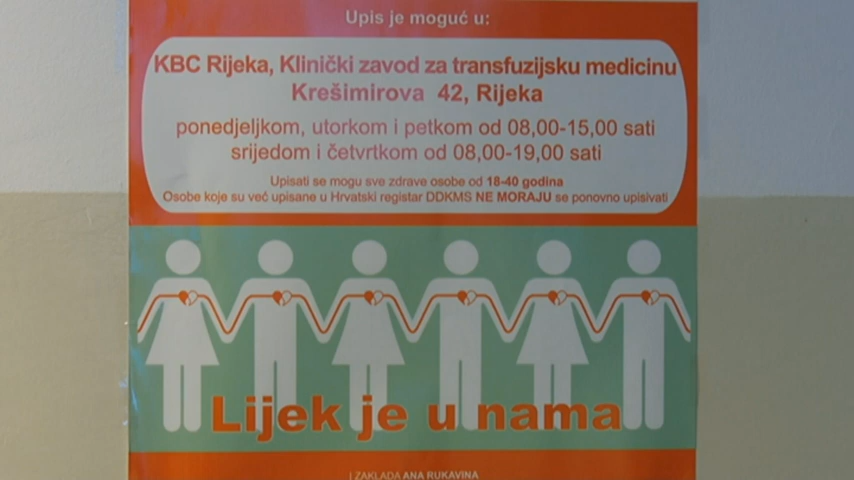 Upis je moguć u:
KBC Rijeka, Klinički zavod za transfuzijsku medicinu
Krešimirova 42, Rijeka
ponedjeljkom, utorkom i petkom od 08,00-15,00 sati
srijedom i četvrtkom od 08,00-19,00 sati
Upisati se mogu sve zdrave osobe od 18-40 godina
Osobe koje su već upisane u Hrvatski registar DDKMS NE MORAJU se ponovno upisivati
Lijek je u nama
I ZAKLADA ANA RUKAVINA